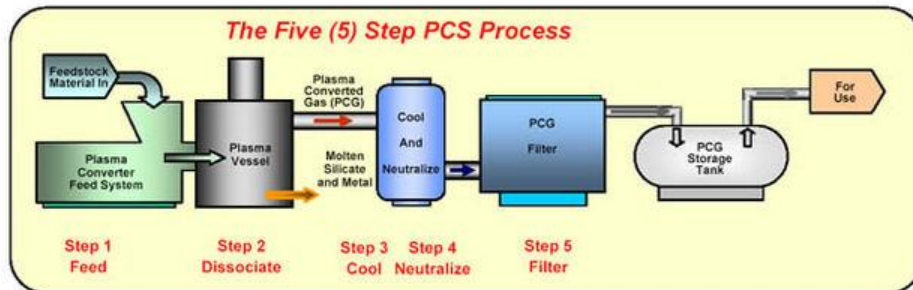 The Five (5) Step PCS Process
Feedstock
Material In
Plasma
Converter
Feed System
Plasma
Vessel
Plasma
Converted
Gas (PCG)
Molten
Silicate
and Metal
Cool
And
Neutralize
PCG
Filter
PCG
Storage
Tank
For
Use
Step 1
Feed
Step 2
Dissociate
Step 3
Cool
Step 4
Neutralize
Step 5
Filter